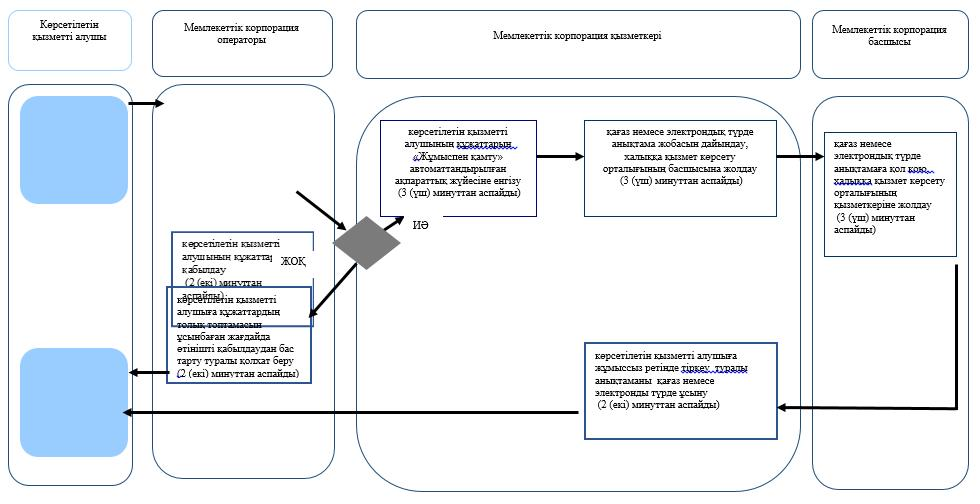 Көрсетілетін
қызметті алушы
Мемлекеттік корпорация
операторы
Мемлекеттік корпорация қызметкері
Мемлекеттік корпорация
басшысы
көрсетілетін қызметті
алушының құжаттарын
«Жұмыспен қамту»
автоматтандырылған
ақпараттық жүйесіне енгізу
(3 (үш) минуттан аспайды)
қағаз немесе электрондық түрде
анықтама жобасын дайындау,
халыққа қызмет көрсету
орталығының басшысына жолдау
(3 (үш) минуттан аспайды)
қағаз немесе
электрондық түрде
анықтамаға қол қою,
халыққа қызмет көрсету
орталығының
қызметкеріне жолдау
(3 (үш) минуттан
аспайды)
ИӘ
көрсетілетін қызметті
алушының
қабылдау
(2 (екі) минуттан
аспайды)
ЖОҚ
көрсетілетін қызметті
алушыға құжаттардың
толық топтамасын
ұсынбаған жағдайда
өтінішті қабылдаудан бас
тарту туралы қолхат беру
(2 (екі) минуттан аспайды)
көрсетілетін қызметті алушыға
жұмыссыз ретінде тіркеу туралы
анықтаманы қағаз немесе
электронды түрде ұсыну
(2 (екі) минуттан аспайды)